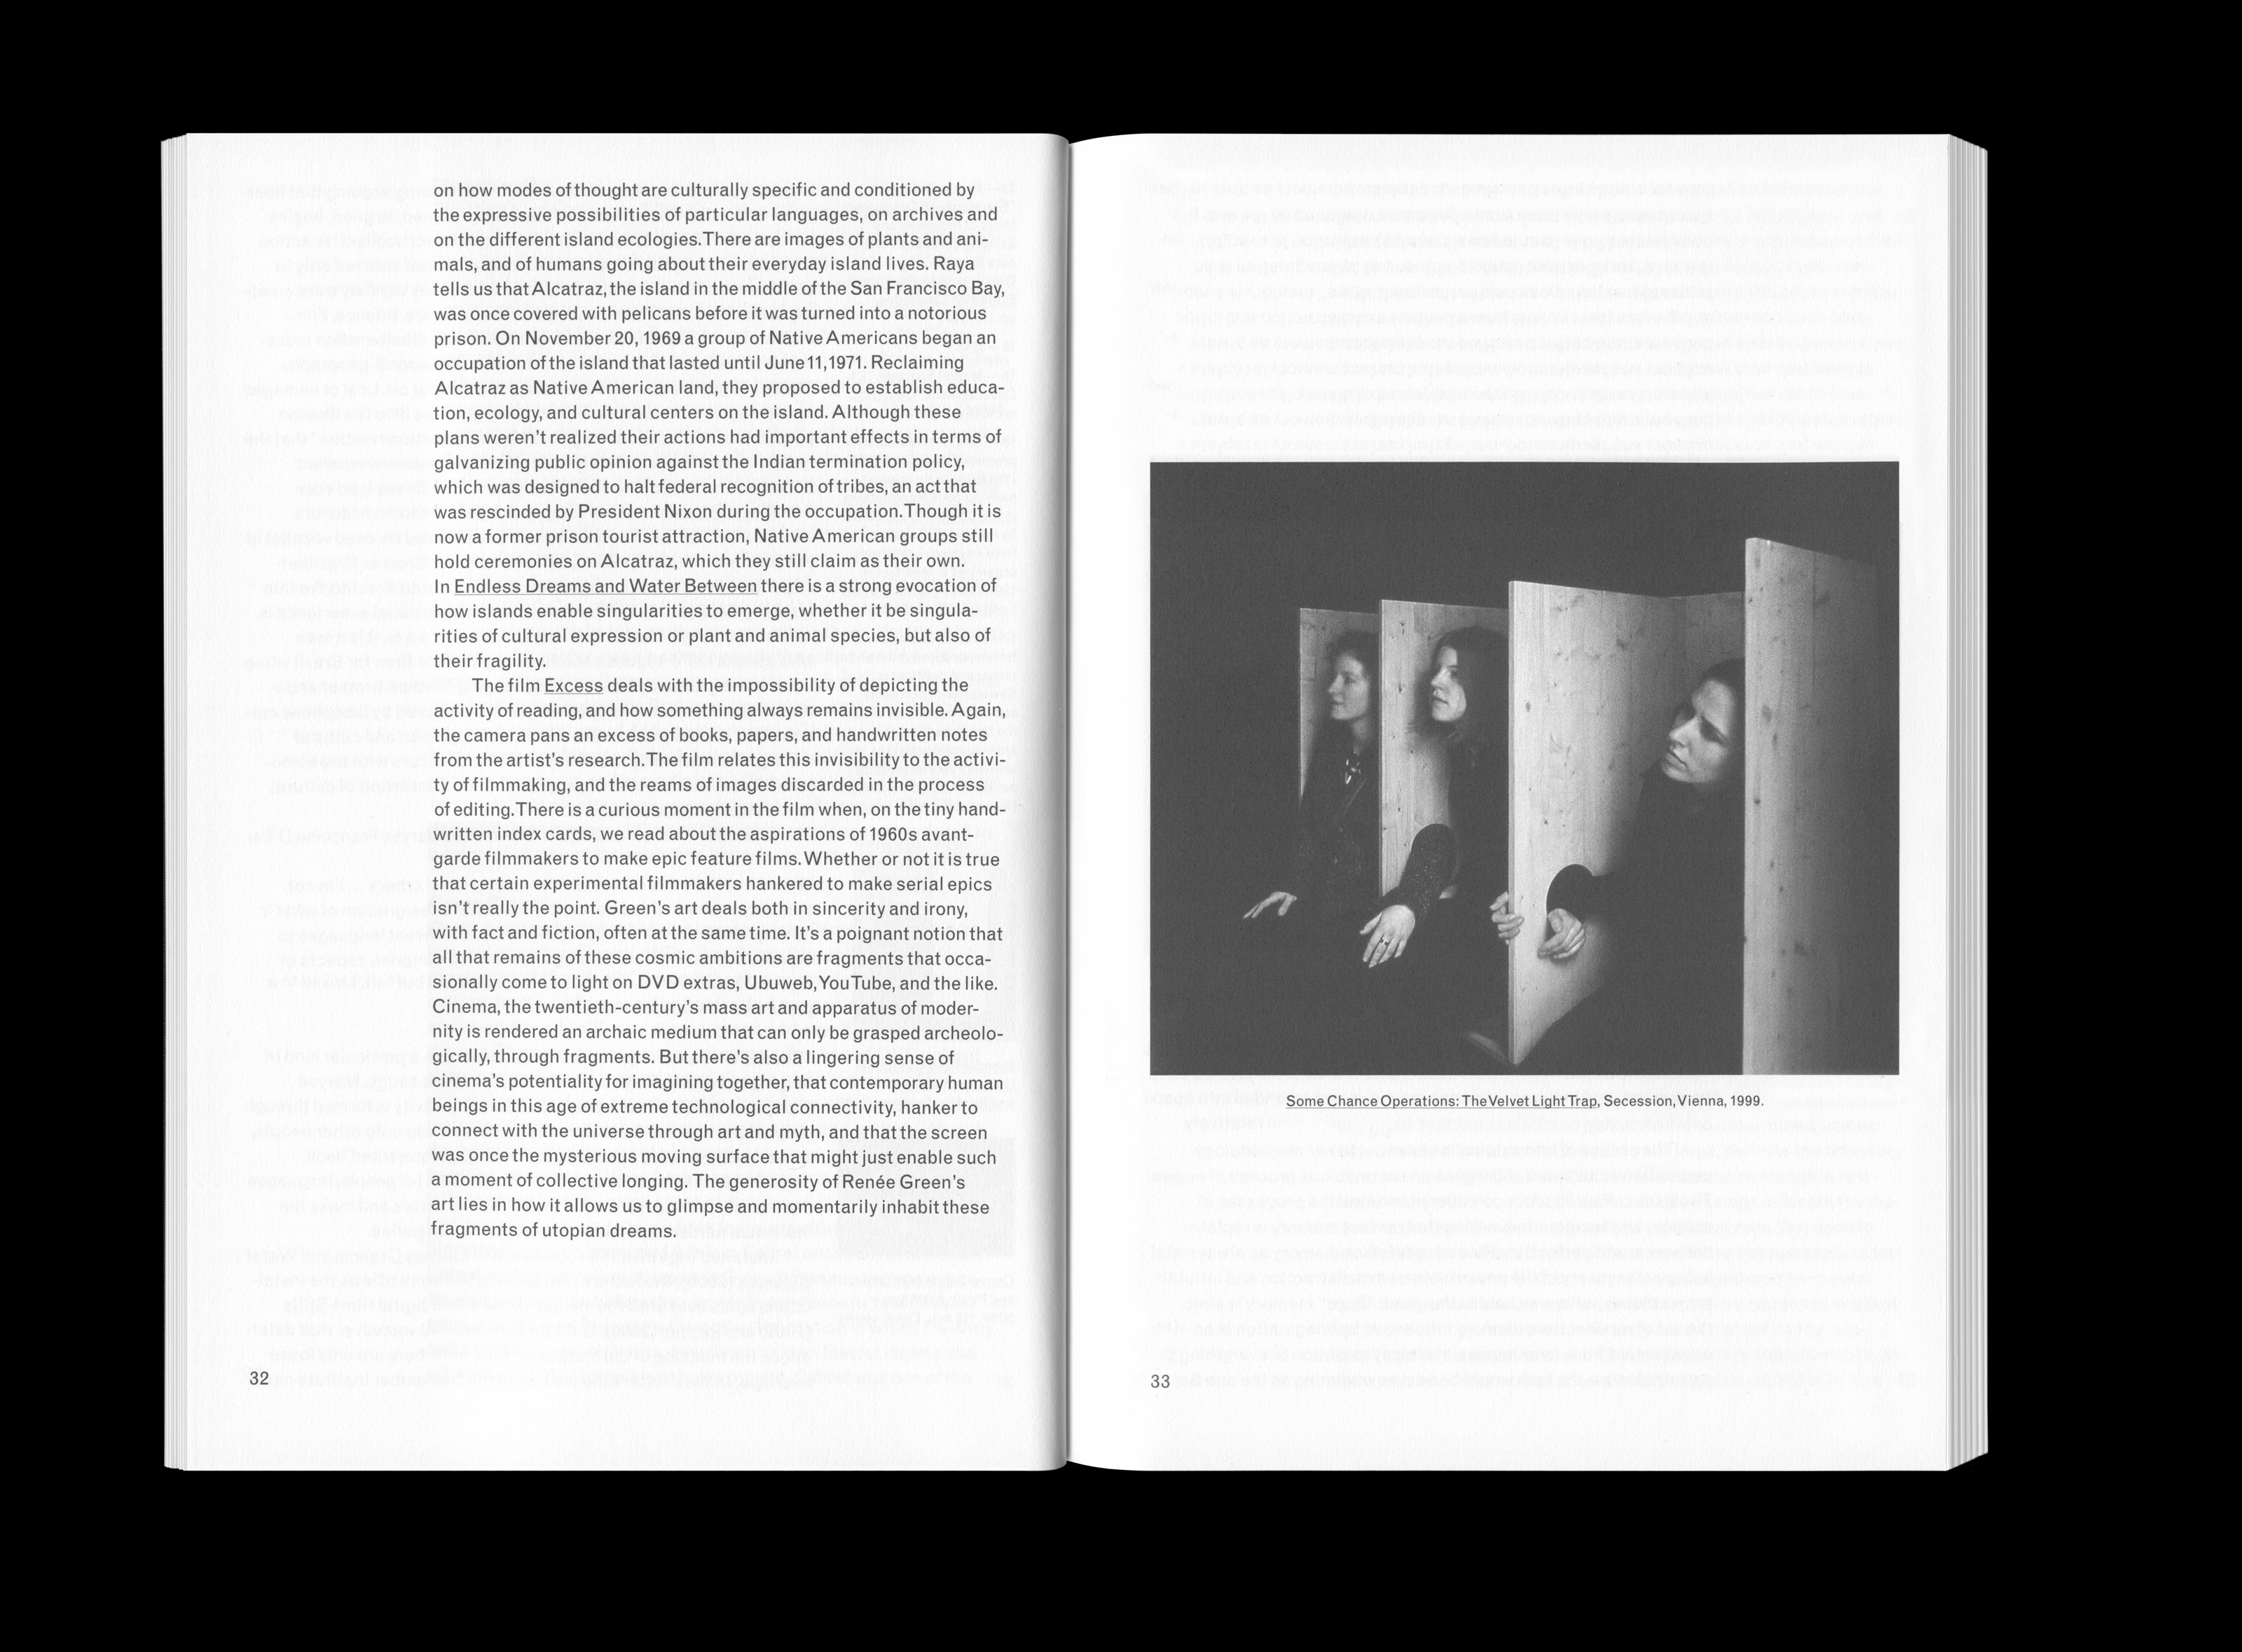 on how modes of thought are culturally specific and conditioned by
the expressive possibilities of particular languages, on archives and
on the different island ecologies. There are images of plants and ani-
mals, and of humans going about their everyday island lives. Raya
tells us that Alcatraz, the island in the middle of the San Francisco Bay,
was once covered with pelicans before it was turned into a notorious
prison. On November 20, 1969 a group of Native Americans began an
occupation of the island that lasted until June 11, 1971. Reclaiming
Alcatraz as Native American land, they proposed to establish educa-
tion, ecology, and cultural centers on the island. Although these
plans weren't realized their actions had important effects in terms of
galvanizing public opinion against the Indian termination policy,
which was designed to halt federal recognition of tribes, an act that
was rescinded by President Nixon during the occupation. Though it is
now a former prison tourist attraction, Native American groups still
hold ceremonies on Alcatraz, which they still claim as their own.
In Endless Dreams and Water Between there is a strong evocation of
how islands enable singularities to emerge, whether it be singula-
rities of cultural expression or plant and animal species, but also of
their fragility.
The film Excess deals with the impossibility of depicting the
activity of reading, and how something always remains invisible. Again,
the camera pans an excess of books, papers, and handwritten notes
from the artist's research. The film relates this invisibility to the activi-
ty of filmmaking, and the reams of images discarded in the process
of editing. There is a curious moment in the film when, on the tiny hand-
written index cards, we read about the aspirations of 1960s avant-
garde filmmakers to make epic feature films. Whether or not it is true
that certain experimental filmmakers hankered to make serial epics
isn't really the point. Green's art deals both in sincerity and irony,
with fact and fiction, often at the same time. It's a poignant notion that
all that remains of these cosmic ambitions are fragments that occa-
sionally come to light on DVD extras, Ubuweb, YouTube, and the like.
Cinema, the twentieth-century's mass art and apparatus of moder-
nity is rendered an archaic medium that can only be grasped archeolo-
gically, through fragments. But there's also a lingering sense of
cinema's potentiality for imagining together, that contemporary human
beings in this age of extreme technological connectivity, hanker to
connect with the universe through art and myth, and that the screen
was once the mysterious moving surface that might just enable such
a moment of collective longing. The generosity of Renée Green's
art lies in how it allows us to glimpse and momentarily inhabit these
fragments of utopian dreams.
32
Some Chance Operations: The Velvet Light Trap, Secession, Vienna, 1999.
33